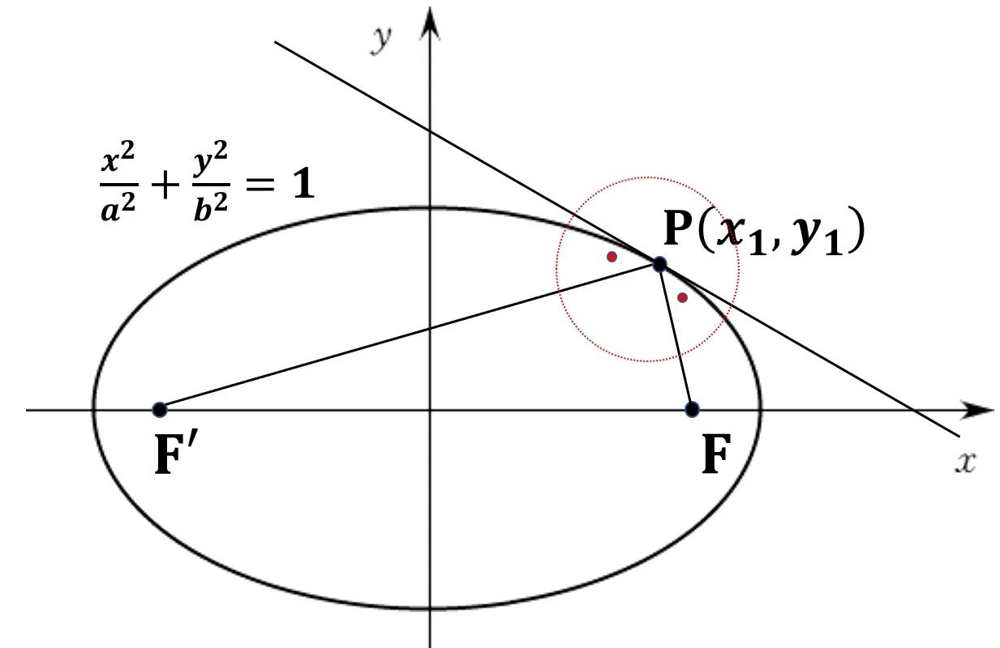 y
x²/a² + y²/b² = 1
P(x₁, y₁)
F′
F
x